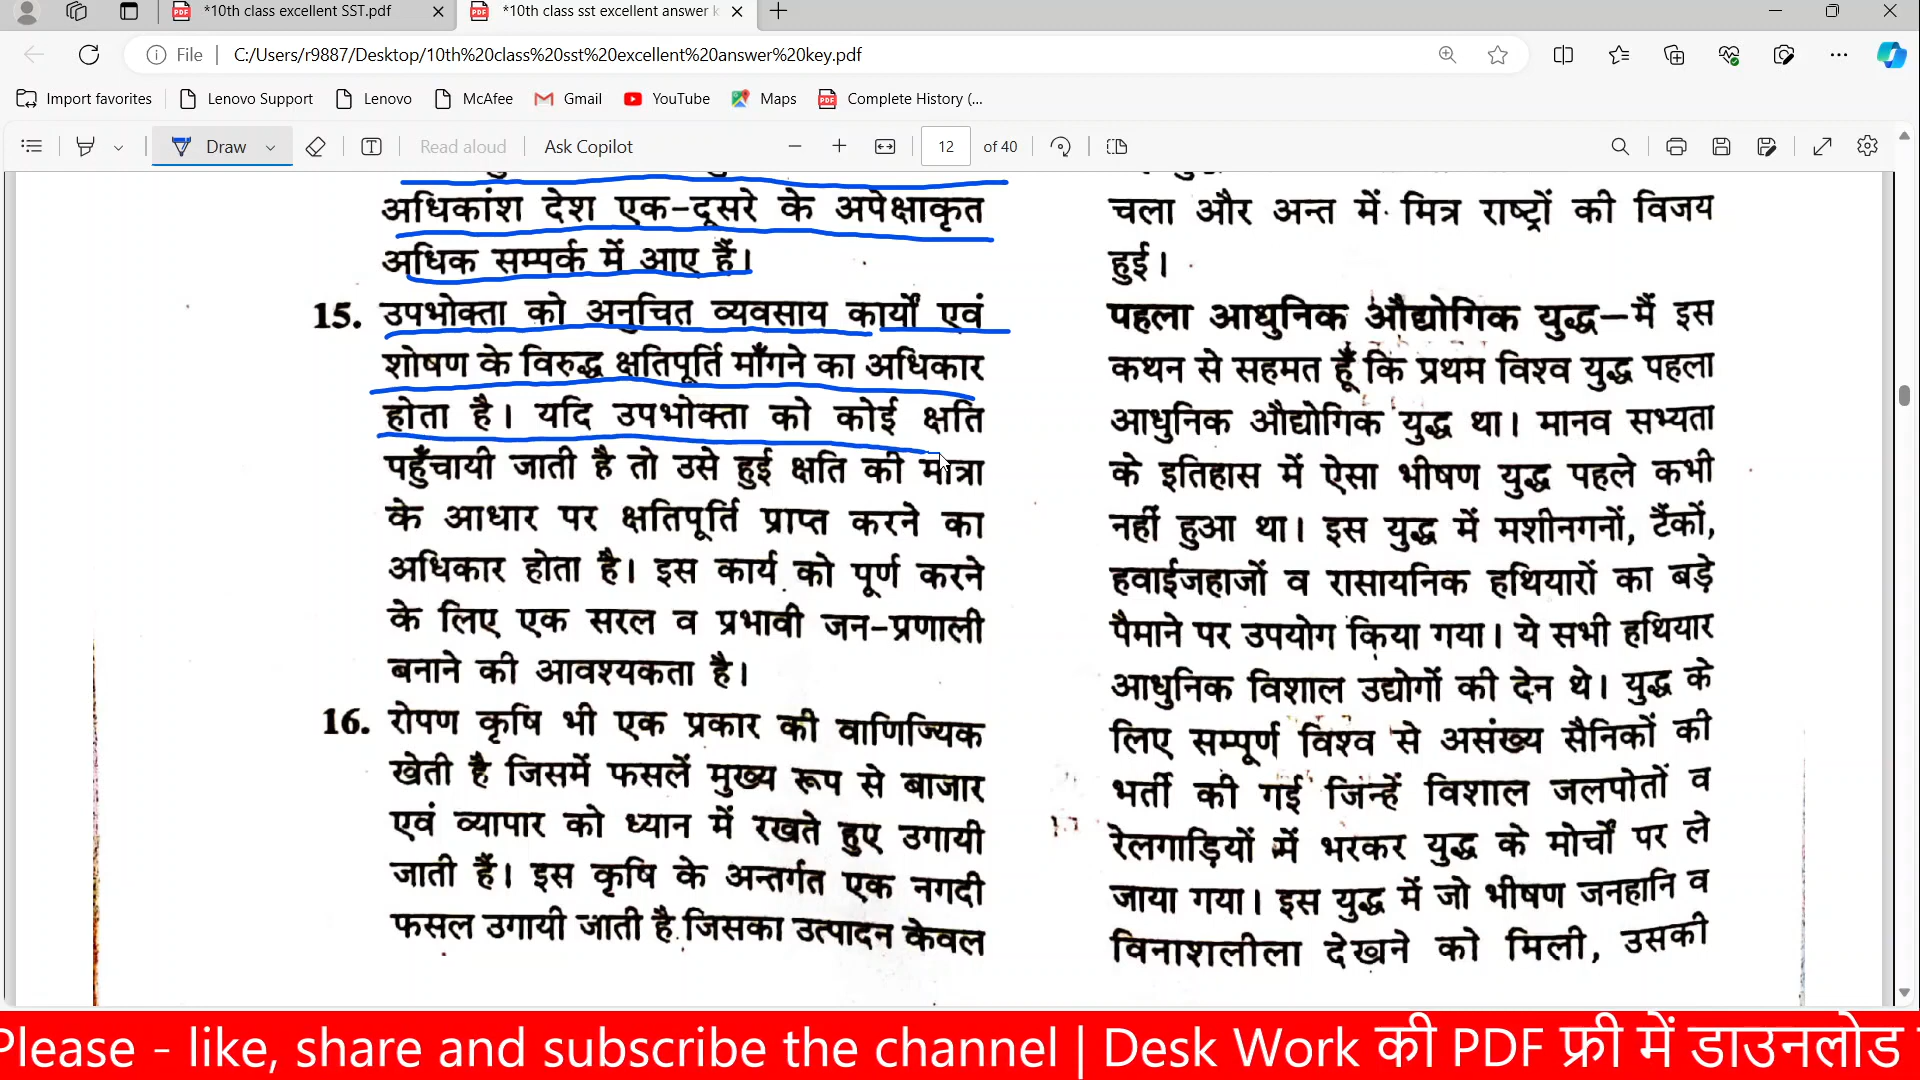 *10th class excellent SST.pdf
*10th class sst excellent answer k
File
C:/Users/r9887/Desktop/10th%20class%20sst%20excellent%20answer%20key.pdf
Import favorites
Lenovo Support
Lenovo
McAfee
Gmail
YouTube
Maps
Complete History (...
Draw
Read aloud
Ask Copilot
12
of 40
अधिकांश देश एक-दूसरे के अपेक्षाकृत
अधिक सम्पर्क में आए हैं।
15. उपभोक्ता को अनुचित व्यवसाय कार्यों एवं
शोषण के विरुद्ध क्षतिपूर्ति माँगने का अधिकार
होता है। यदि उपभोक्ता को कोई क्षति
पहुँचायी जाती है तो उसे हुई क्षति की मात्रा
के आधार पर क्षतिपूर्ति प्राप्त करने का
अधिकार होता है। इस कार्य को पूर्ण करने
के लिए एक सरल व प्रभावी जन-प्रणाली
बनाने की आवश्यकता है।
16. रोपण कृषि भी एक प्रकार की वाणिज्यिक
खेती है जिसमें फसलें मुख्य रूप से बाजार
एवं व्यापार को ध्यान में रखते हुए उगायी
जाती हैं। इस कृषि के अन्तर्गत एक नगदी
फसल उगायी जाती है जिसका उत्पादन केवल
चला और अन्त में मित्र राष्ट्रों की विजय
हुई।
पहला आधुनिक औद्योगिक युद्ध—मैं इस
कथन से सहमत हूँ कि प्रथम विश्व युद्ध पहला
आधुनिक औद्योगिक युद्ध था। मानव सभ्यता
के इतिहास में ऐसा भीषण युद्ध पहले कभी
नहीं हुआ था। इस युद्ध में मशीनगनों, टैंकों,
हवाईजहाजों व रासायनिक हथियारों का बड़े
पैमाने पर उपयोग किया गया। ये सभी हथियार
आधुनिक विशाल उद्योगों की देन थे। युद्ध के
लिए सम्पूर्ण विश्व से असंख्य सैनिकों की
भर्ती की गई जिन्हें विशाल जलपोतों व
रेलगाड़ियों में भरकर युद्ध के मोर्चों पर ले
जाया गया। इस युद्ध में जो भीषण जनहानि व
विनाशलीला देखने को मिली, उसकी
Please - like, share and subscribe the channel | Desk Work की PDF फ्री में डाउनलोड